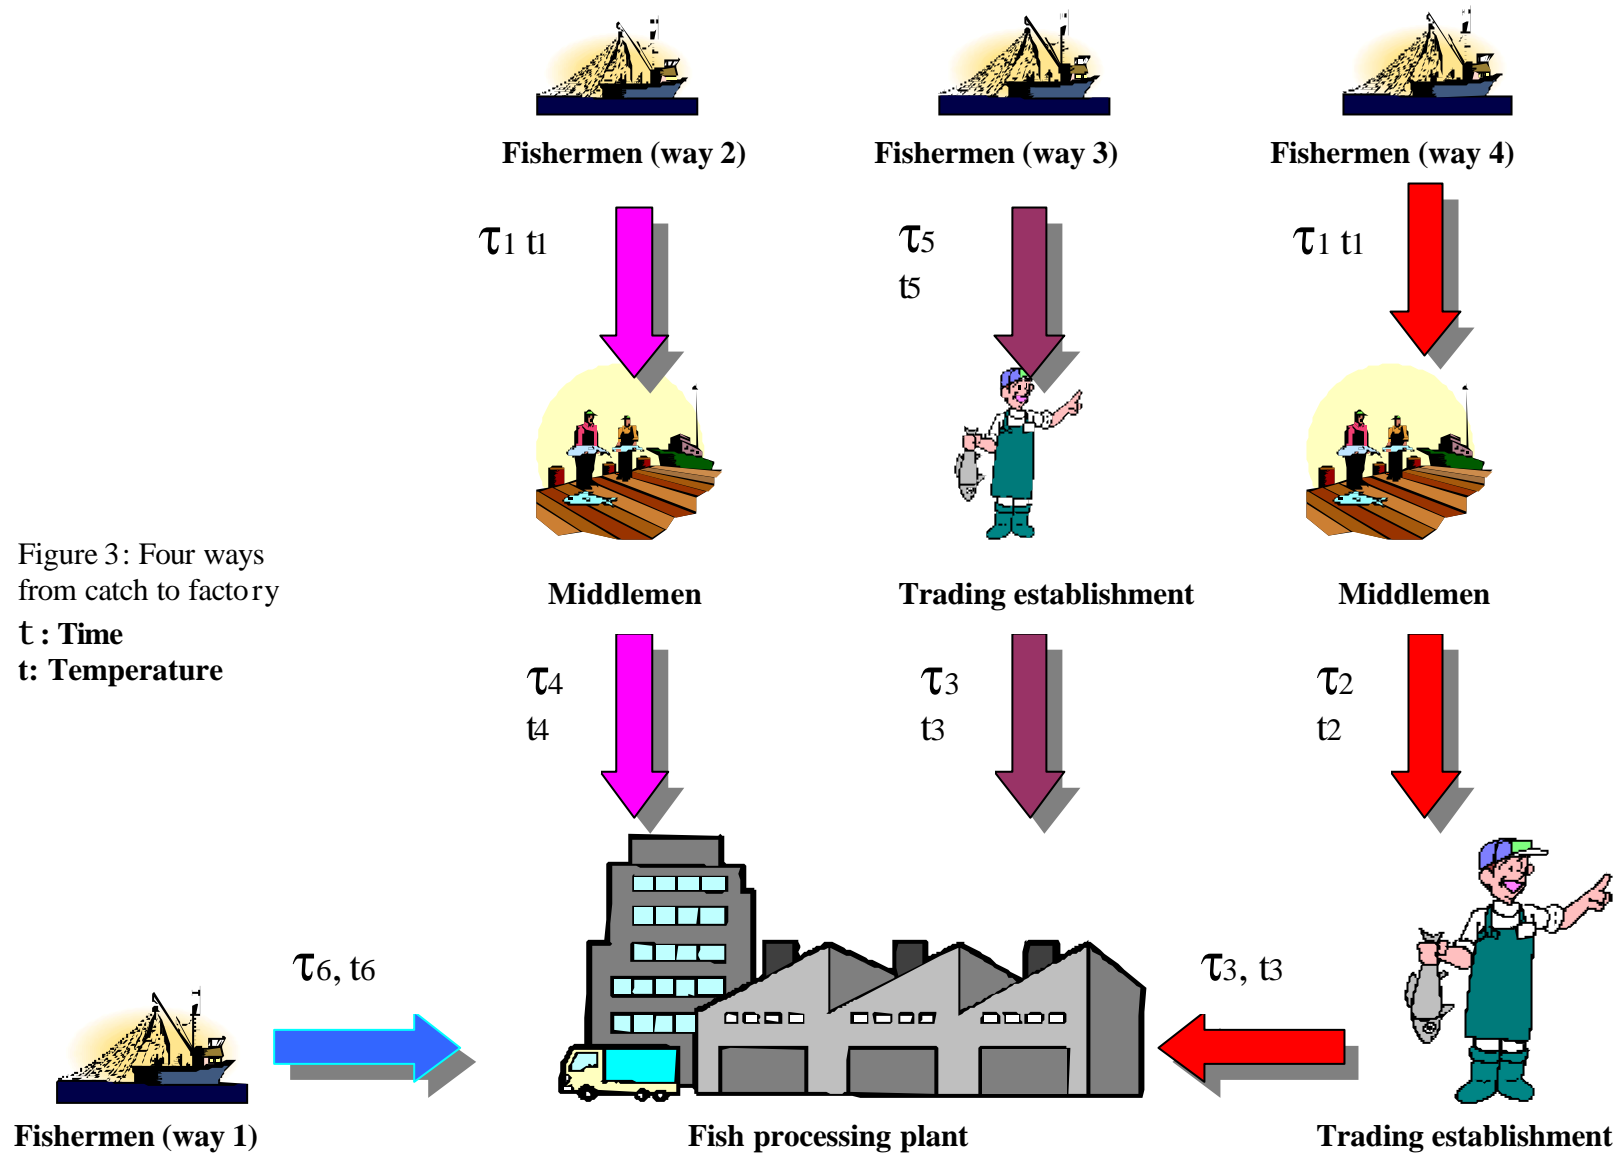 Fishermen (way 2)
Fishermen (way 3)
Fishermen (way 4)
τ1 t1
τ5
t5
τ1 t1
Figure 3: Four ways
from catch to factory
t : Time
t: Temperature
Middlemen
Trading establishment
Middlemen
τ4
t4
τ3
t3
τ2
t2
τ6, t6
τ3, t3
Fishermen (way 1)
Fish processing plant
Trading establishment